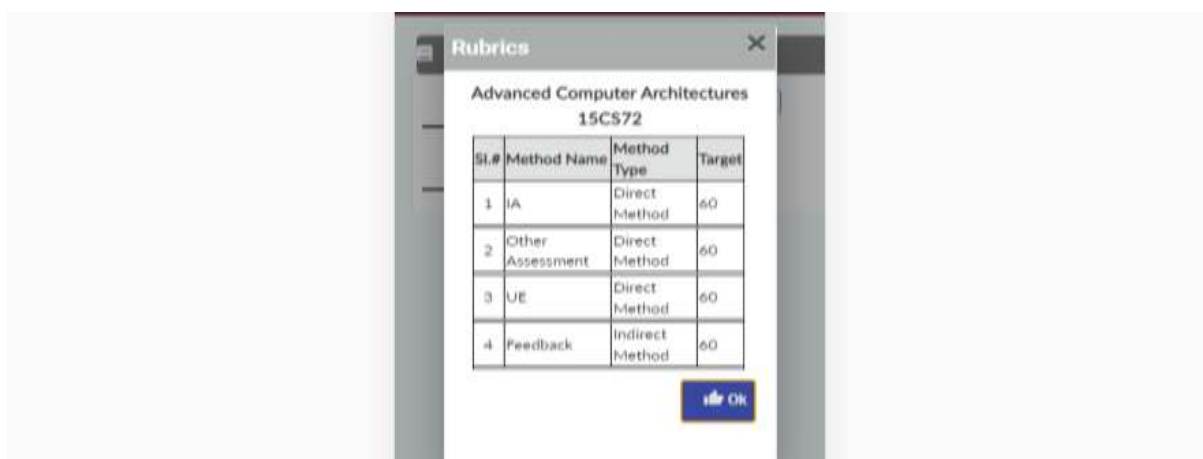 Rubrics
Advanced Computer Architectures
15CS72
Sl.# Method Name Method Type Target
1 IA Direct Method 60
2 Other Assessment Direct Method 60
3 UE Direct Method 60
4 Feedback Indirect Method 60
Ok